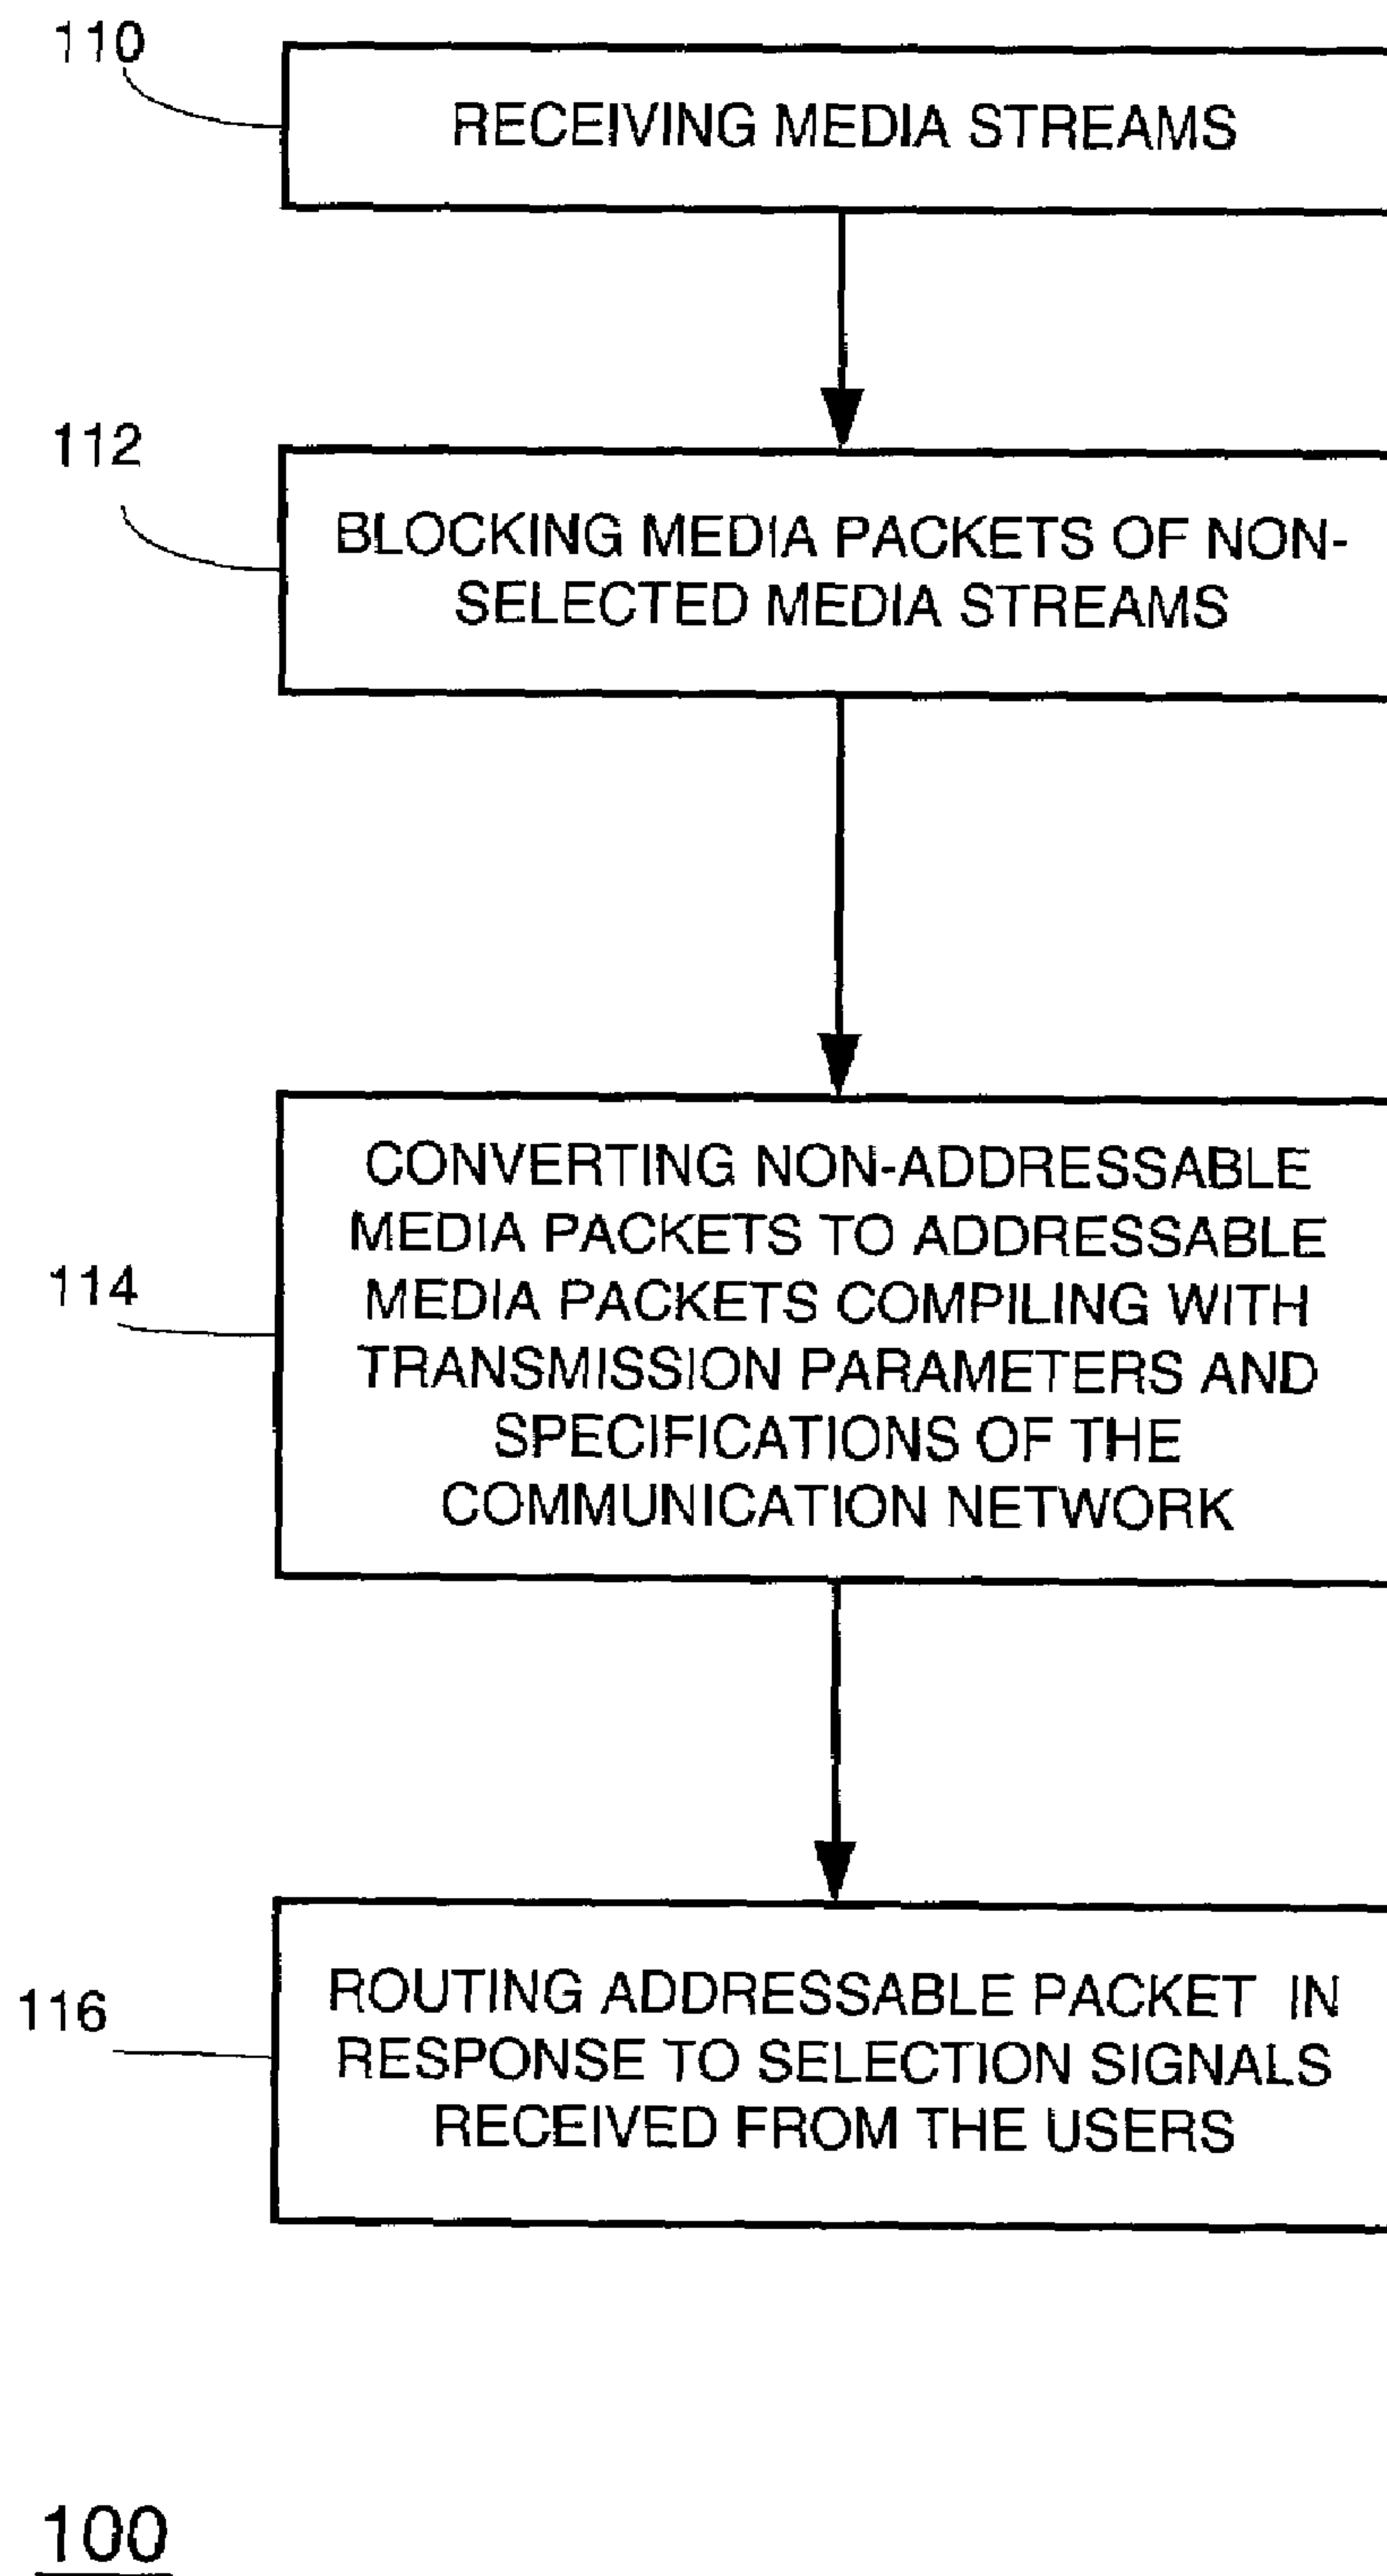 110
RECEIVING MEDIA STREAMS
112
BLOCKING MEDIA PACKETS OF NON-
SELECTED MEDIA STREAMS
CONVERTING NON-ADDRESSABLE
MEDIA PACKETS TO ADDRESSABLE
114
MEDIA PACKETS COMPILING WITH
TRANSMISSION PARAMETERS AND
SPECIFICATIONS OF THE
COMMUNICATION NETWORK
116
ROUTING ADDRESSABLE PACKET IN
RESPONSE TO SELECTION SIGNALS
RECEIVED FROM THE USERS
100